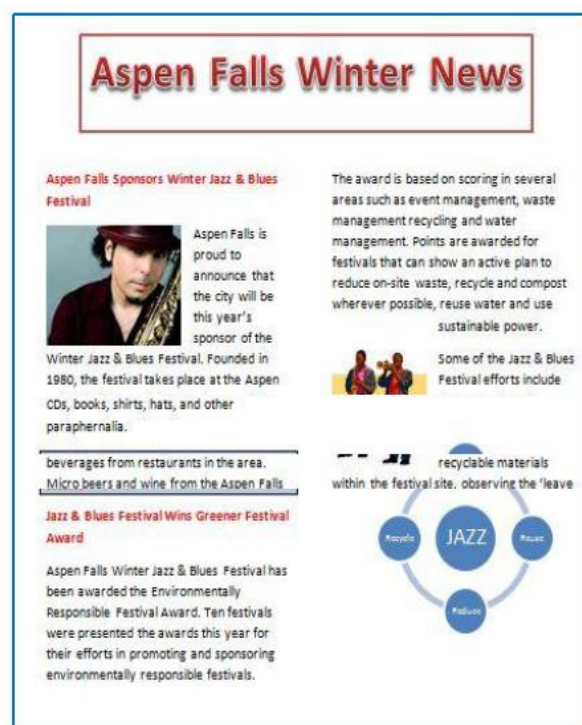 Aspen Falls Winter News
Aspen Falls Sponsors Winter Jazz & Blues
Festival
Aspen Falls is
proud to
announce that
the city will be
this year's
sponsor of the
Winter Jazz & Blues Festival. Founded in
1980, the festival takes place at the Aspen
CDs, books, shirts, hats, and other
paraphernalia.
beverages from restaurants in the area.
Micro beers and wine from the Aspen Falls
Jazz & Blues Festival Wins Greener Festival
Award
Aspen Falls Winter Jazz & Blues Festival has
been awarded the Environmentally
Responsible Festival Award. Ten festivals
were presented the awards this year for
their efforts in promoting and sponsoring
environmentally responsible festivals.
The award is based on scoring in several
areas such as event management, waste
management recycling and water
management. Points are awarded for
festivals that can show an active plan to
reduce on-site waste, recycle and compost
wherever possible, reuse water and use
sustainable power.
Some of the Jazz & Blues
Festival efforts include
recyclable materials
within the festival site, observing the 'leave
Recycle
JAZZ
Reuse
Reduce